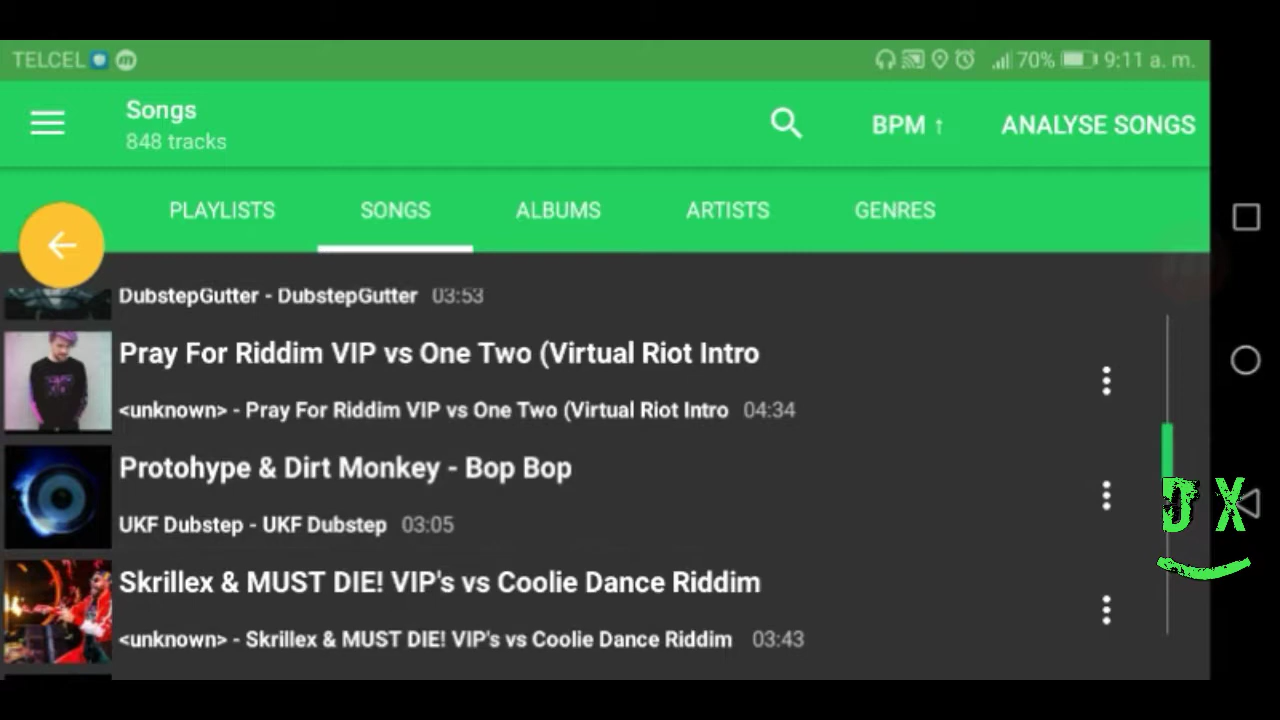 TELCEL 70% 9:11 a. m.
Songs
848 tracks
BPM ↑
ANALYSE SONGS
PLAYLISTS SONGS ALBUMS ARTISTS GENRES
DubstepGutter - DubstepGutter 03:53
Pray For Riddim VIP vs One Two (Virtual Riot Intro
<unknown> - Pray For Riddim VIP vs One Two (Virtual Riot Intro 04:34
Protohype & Dirt Monkey - Bop Bop
UKF Dubstep - UKF Dubstep 03:05
Skrillex & MUST DIE! VIP's vs Coolie Dance Riddim
<unknown> - Skrillex & MUST DIE! VIP's vs Coolie Dance Riddim 03:43
DX